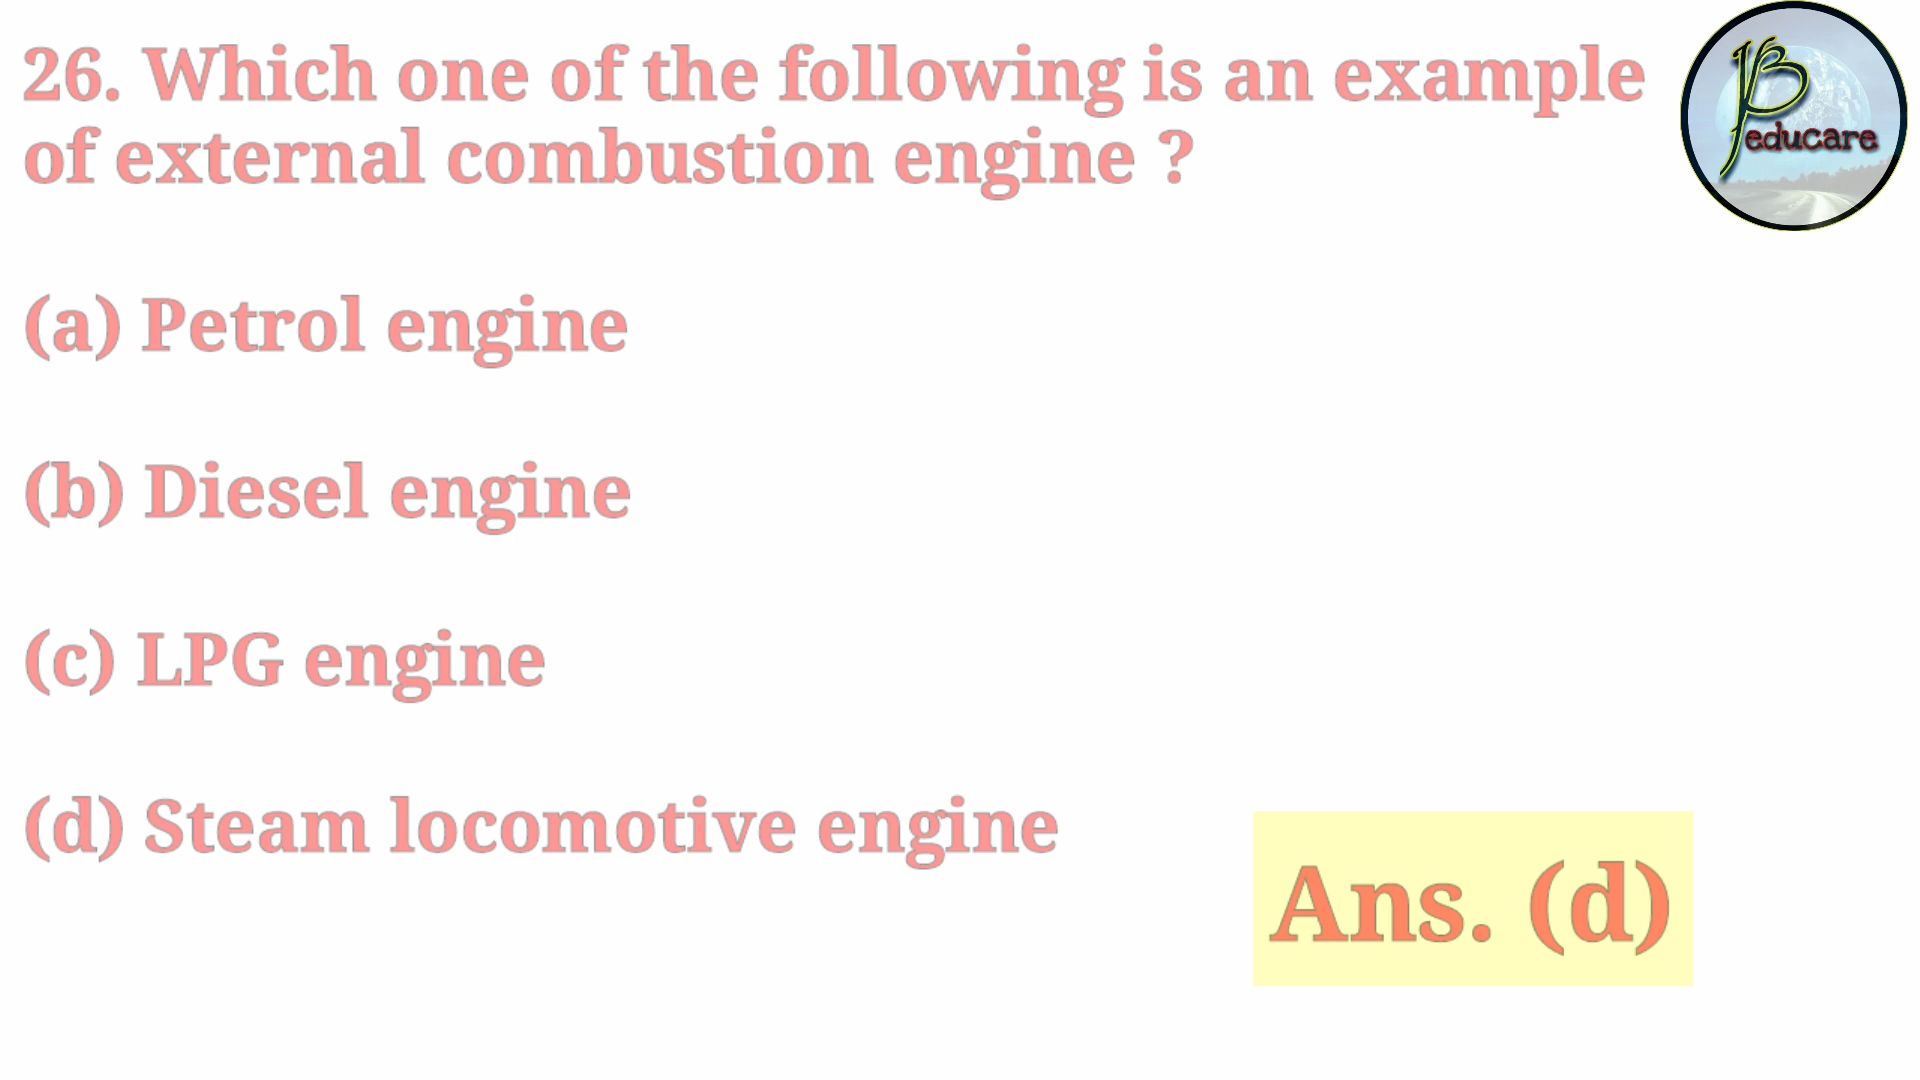 26. Which one of the following is an example
of external combustion engine ?
(a) Petrol engine
(b) Diesel engine
(c) LPG engine
(d) Steam locomotive engine
Ans. (d)
educare